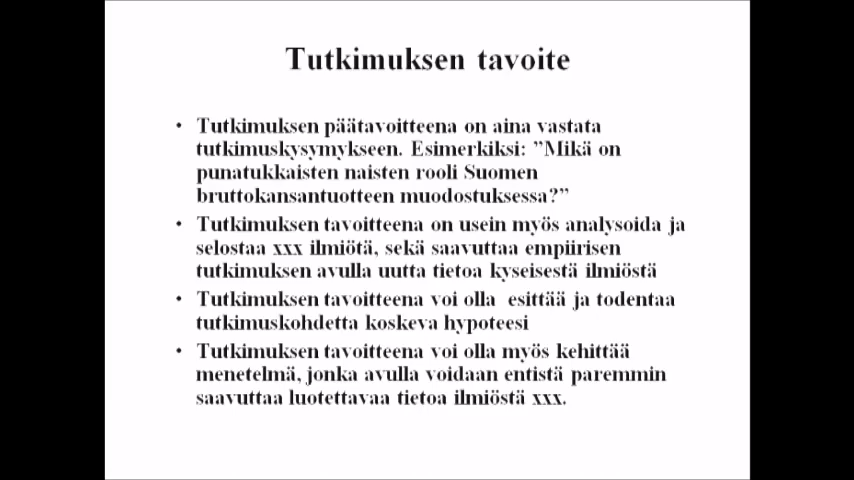 Tutkimuksen tavoite
• Tutkimuksen päätavoitteena on aina vastata
tutkimuskysymykseen. Esimerkiksi: ”Mikä on
punatukkaisten naisten rooli Suomen
bruttokansantuotteen muodostuksessa?”
• Tutkimuksen tavoitteena on usein myös analysoida ja
selostaa xxx ilmiötä, sekä saavuttaa empiirisen
tutkimuksen avulla uutta tietoa kyseisestä ilmiöstä
• Tutkimuksen tavoitteena voi olla esittää ja todentaa
tutkimuskohdetta koskeva hypoteesi
• Tutkimuksen tavoitteena voi olla myös kehittää
menetelmä, jonka avulla voidaan entistä paremmin
saavuttaa luotettavaa tietoa ilmiöstä xxx.